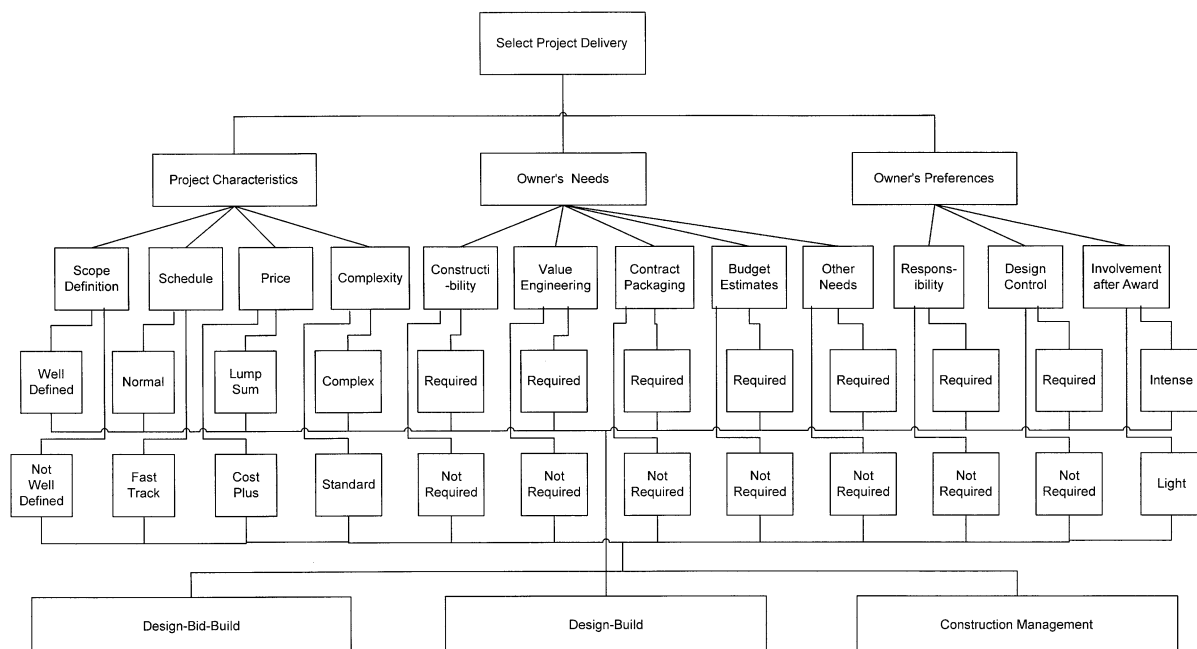 Select Project Delivery
Project Characteristics
Owner's Needs
Owner's Preferences
Scope
Definition
Schedule
Price
Complexity
Constructi
-bility
Value
Engineering
Contract
Packaging
Budget
Estimates
Other
Needs
Respons-
ibility
Design
Control
Involvement
after Award
Well
Defined
Normal
Lump
Sum
Complex
Required
Required
Required
Required
Required
Required
Required
Intense
Not
Well
Defined
Fast
Track
Cost
Plus
Standard
Not
Required
Not
Required
Not
Required
Not
Required
Not
Required
Not
Required
Not
Required
Light
Design-Bid-Build
Design-Build
Construction Management